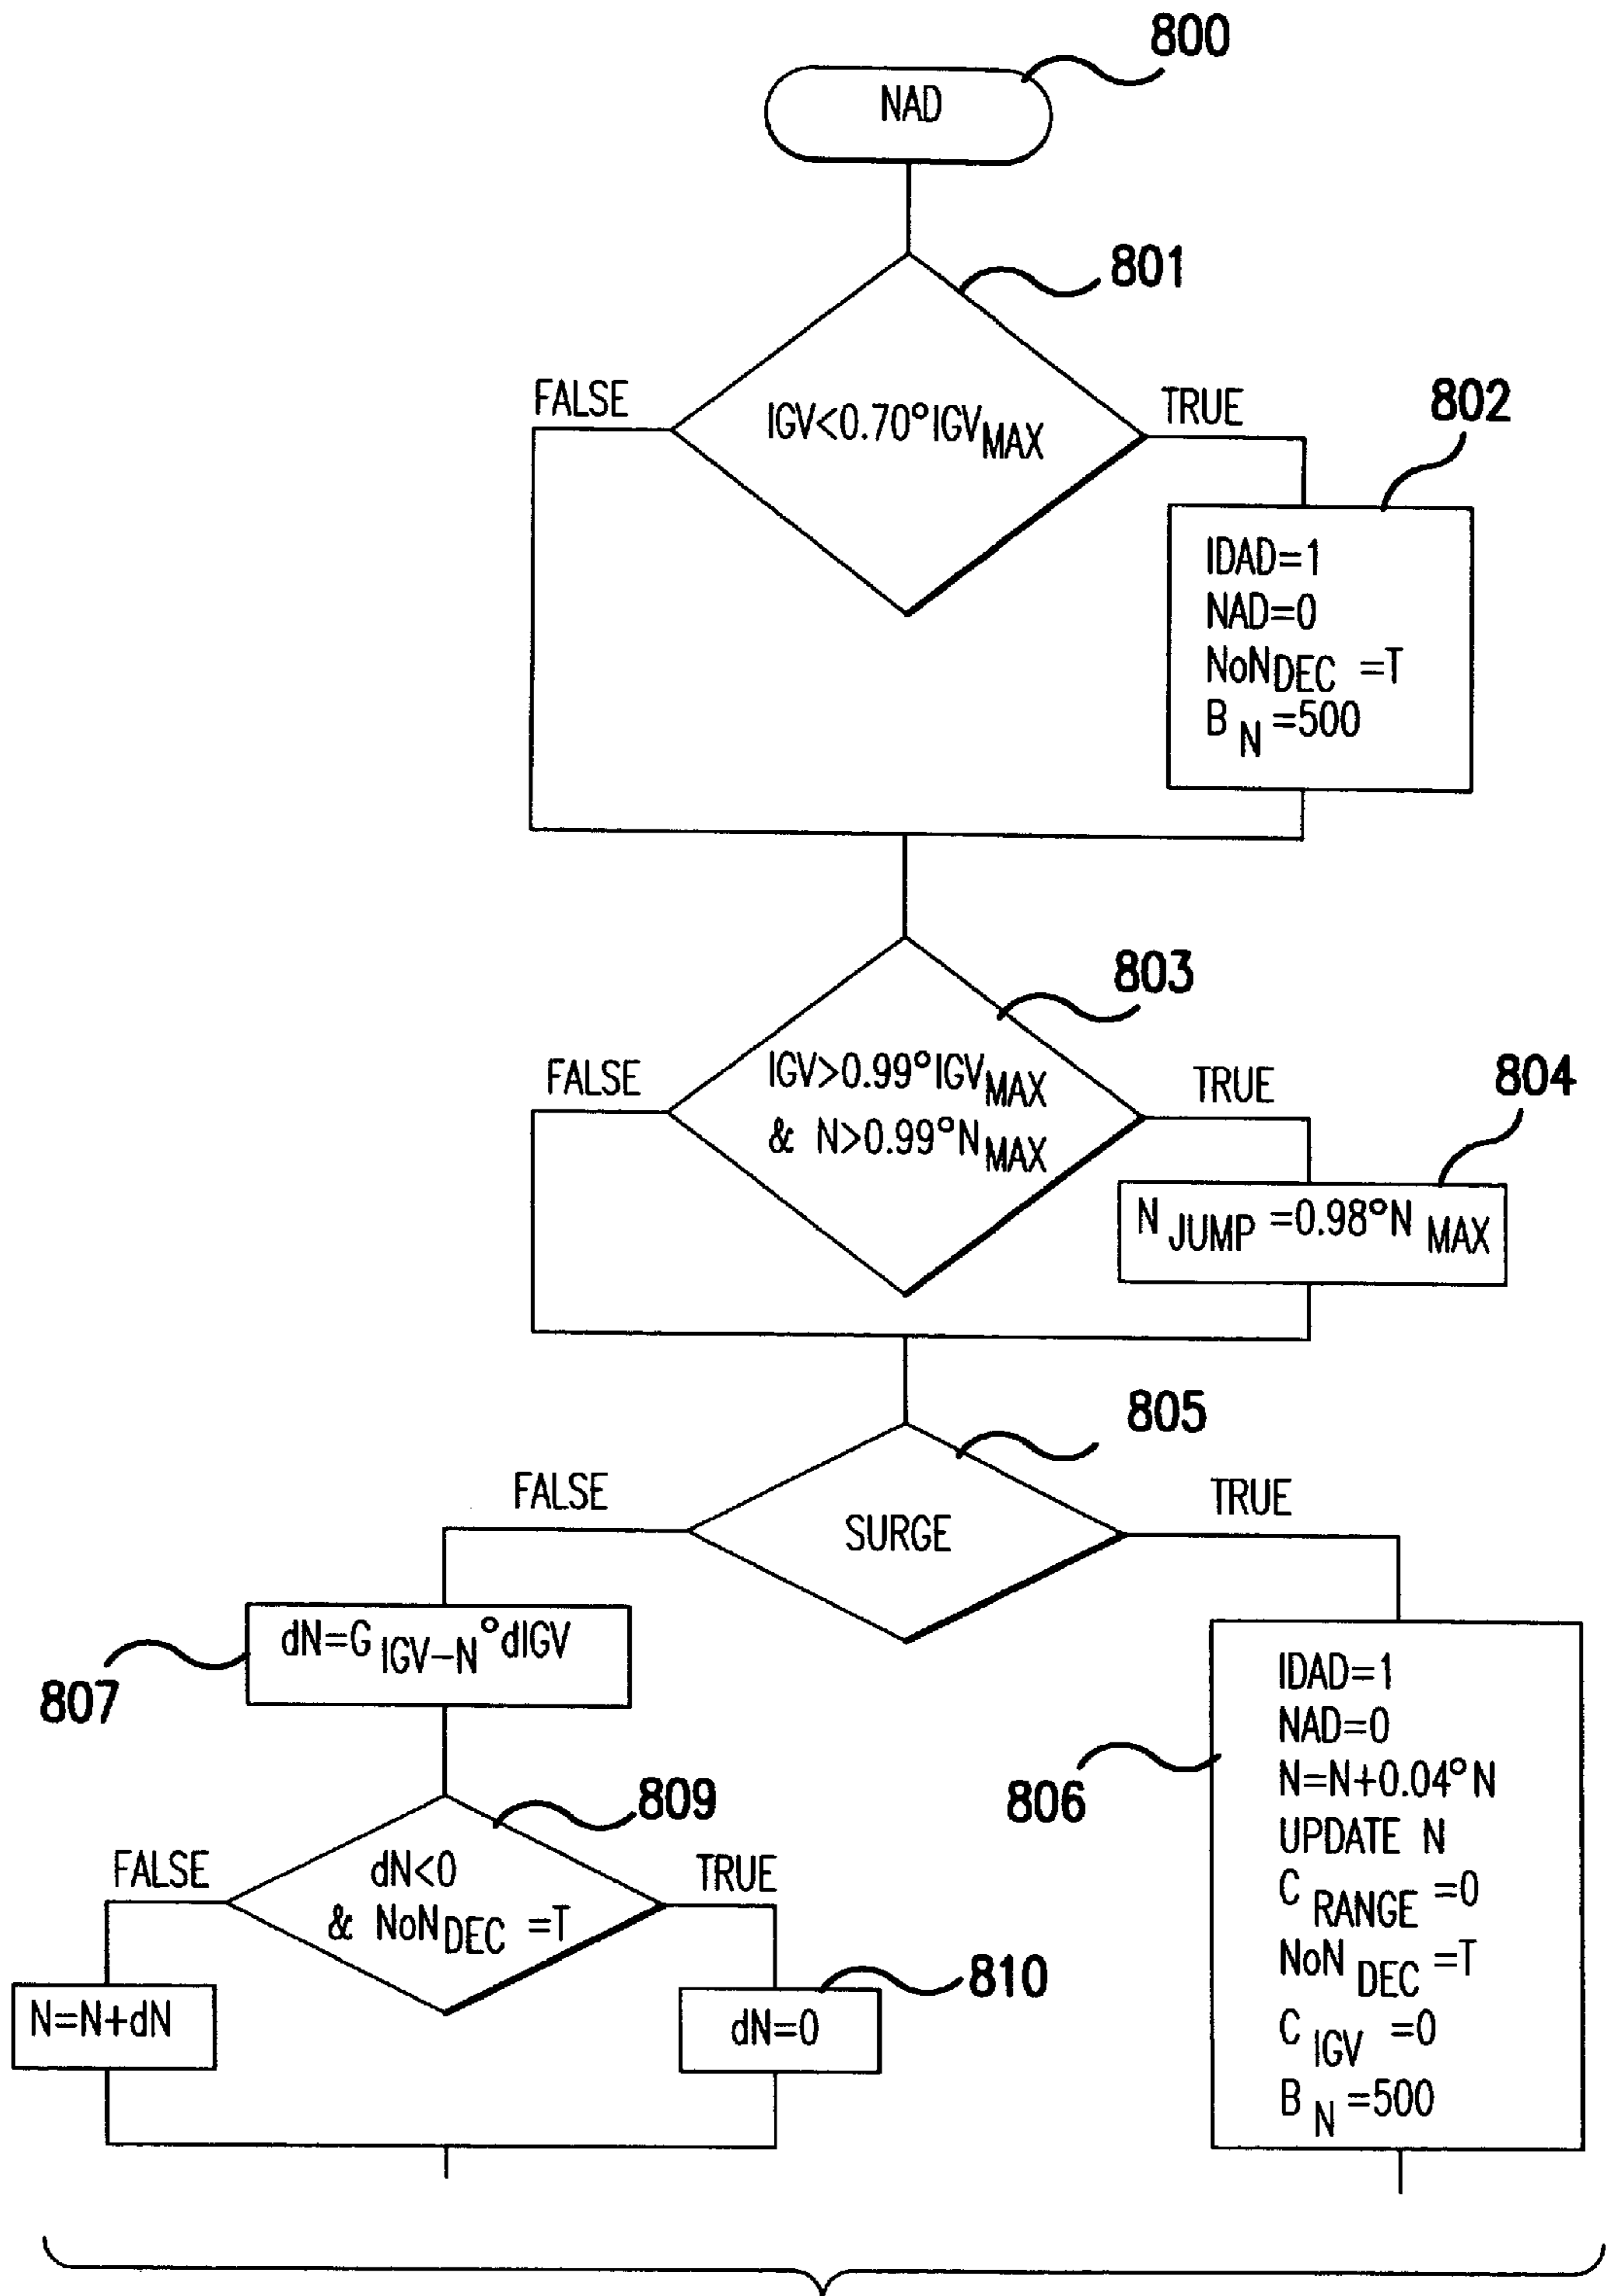 800
NAD
801
FALSE
IGV<0.70°IGVMAX
TRUE
802
IDAD=1
NAD=0
NoNDEC =T
B N =500
803
FALSE
IGV>0.99°IGVMAX
& N>0.99°NMAX
TRUE
804
N JUMP =0.98°N MAX
805
FALSE
SURGE
TRUE
807
dN=G IGV-N °dIGV
806
IDAD=1
NAD=0
N=N+0.04°N
UPDATE N
C RANGE =0
NoN DEC =T
C IGV =0
B N =500
809
FALSE
dN<0
& NoNDEC =T
TRUE
N=N+dN
810
dN=0